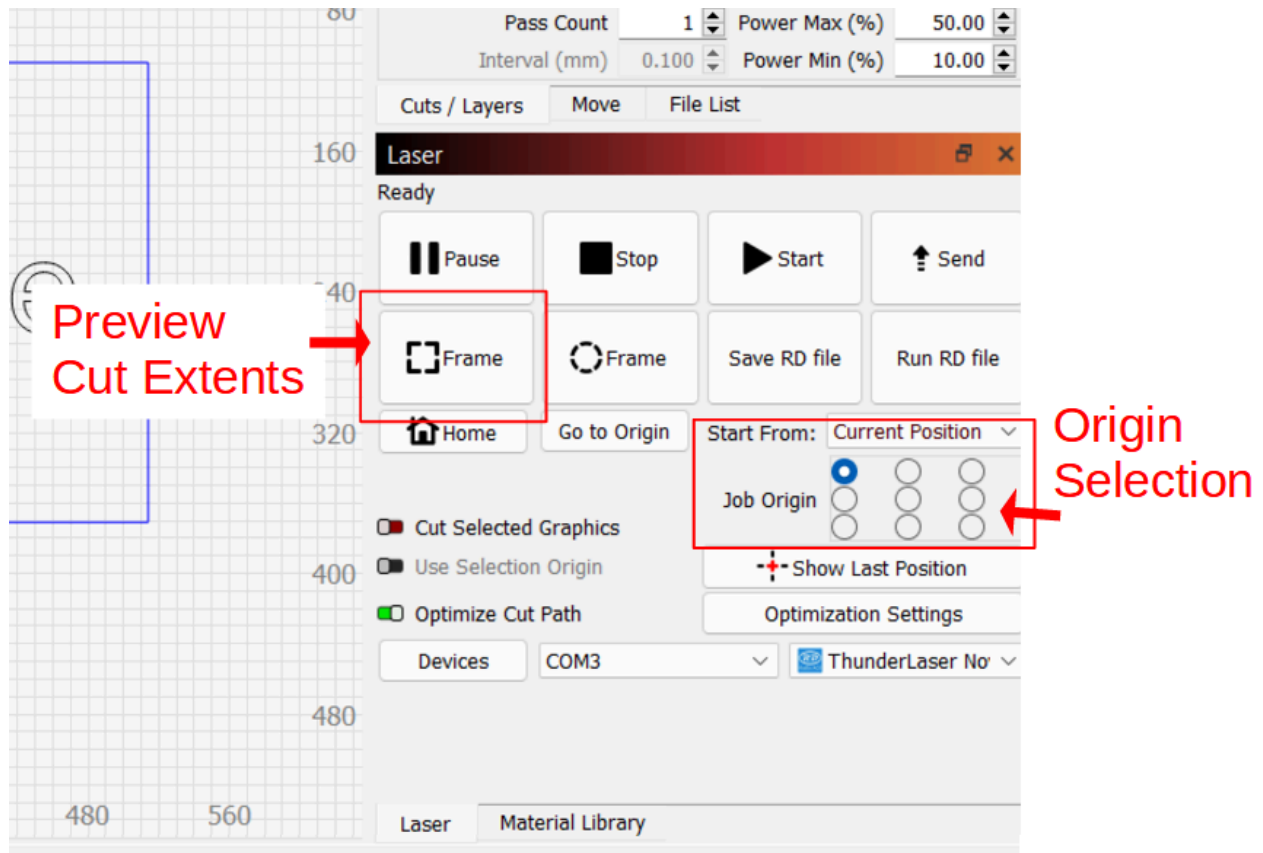 80
Pass Count 1 Power Max (%) 50.00
Interval (mm) 0.100 Power Min (%) 10.00
Cuts / Layers Move File List
160
Laser
Ready
Pause Stop Start Send
Preview
Cut Extents
Frame Frame Save RD file Run RD file
320
Home Go to Origin Start From: Current Position
Origin
Selection
Job Origin
Cut Selected Graphics
400
Use Selection Origin Show Last Position
Optimize Cut Path Optimization Settings
Devices COM3 ThunderLaser
480
480 560
Laser Material Library